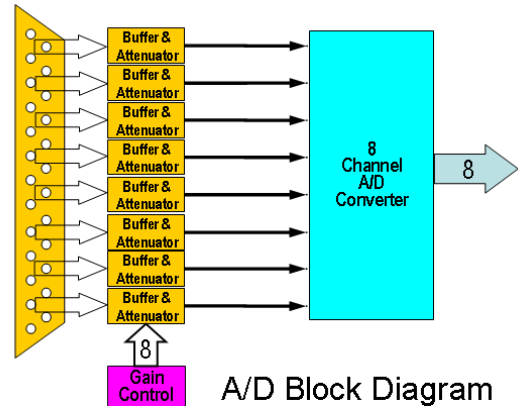 Buffer &
Attenuator
Buffer &
Attenuator
Buffer &
Attenuator
Buffer &
Attenuator
Buffer &
Attenuator
Buffer &
Attenuator
Buffer &
Attenuator
Buffer &
Attenuator
8
Channel
A/D
Converter
8
8
Gain
Control
A/D Block Diagram